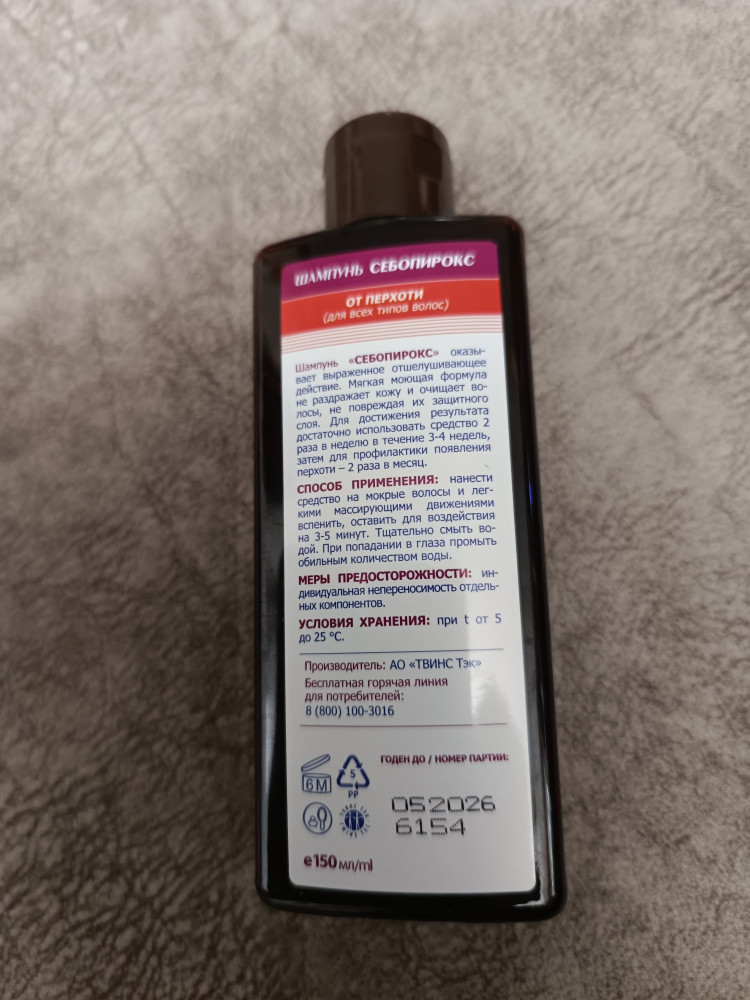 ШАМПУНЬ СЕБОПИРОКС
ОТ ПЕРХОТИ
(для всех типов волос)
Шампунь «СЕБОПИРОКС» оказы-
вает выраженное отшелушивающее
действие. Мягкая моющая формула
не раздражает кожу и очищает во-
лосы, не повреждая их защитного
слоя. Для достижения результата
достаточно использовать средство 2
раза в неделю в течение 3-4 недель,
затем для профилактики появления
перхоти – 2 раза в месяц.
СПОСОБ ПРИМЕНЕНИЯ: нанести
средство на мокрые волосы и лег-
кими массирующими движениями
вспенить, оставить для воздействия
на 3-5 минут. Тщательно смыть во-
дой. При попадании в глаза промыть
обильным количеством воды.
МЕРЫ ПРЕДОСТОРОЖНОСТИ: ин-
дивидуальная непереносимость отдель-
ных компонентов.
УСЛОВИЯ ХРАНЕНИЯ: при t от 5
до 25 °C.
Производитель: АО «ТВИНС Тэк»
Бесплатная горячая линия
для потребителей:
8 (800) 100-3016
ГОДЕН ДО / НОМЕР ПАРТИИ:
6 M
5
PP
052026
6154
e 150 мл/ml